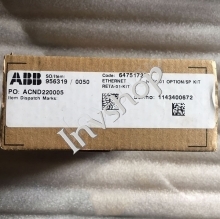 ABB
SO/Item:
956319 / 0050
PO: ACND220005
Item Dispatch Marks:
Code: 6475173
ETHERNET OPTION/SP KIT
RETA-01-KIT
1143400672
Invshop